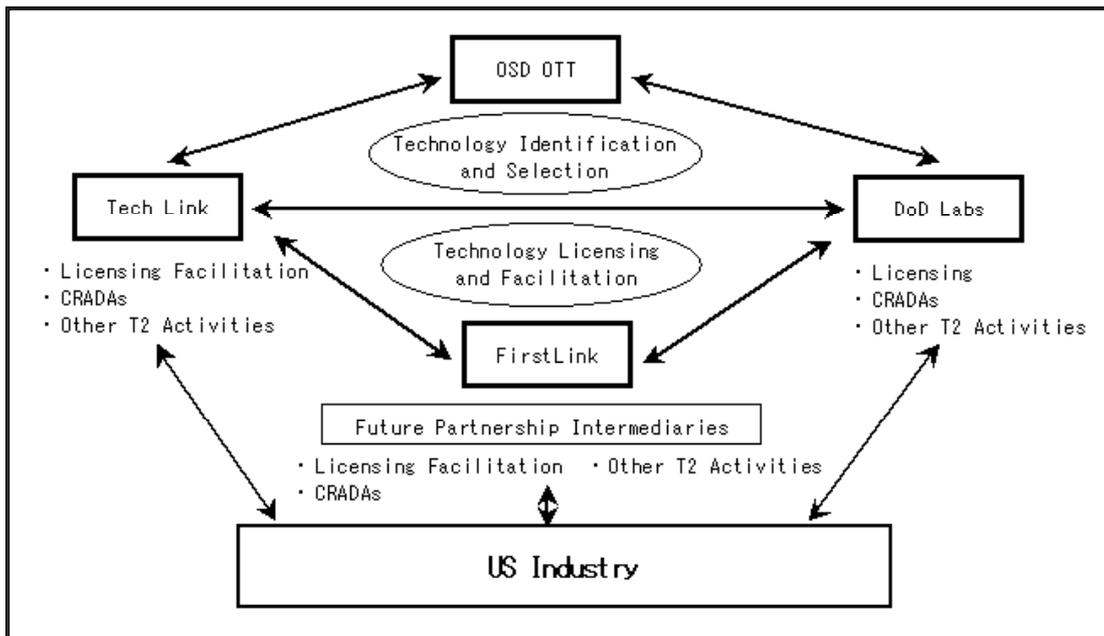 OSD OTT
Technology Identification
and Selection
Tech Link
DoD Labs
Technology Licensing
and Facilitation
・Licensing Facilitation
・CRADAs
・Other T2 Activities
・Licensing
・CRADAs
・Other T2 Activities
FirstLink
Future Partnership Intermediaries
・Licensing Facilitation ・Other T2 Activities
・CRADAs
US Industry